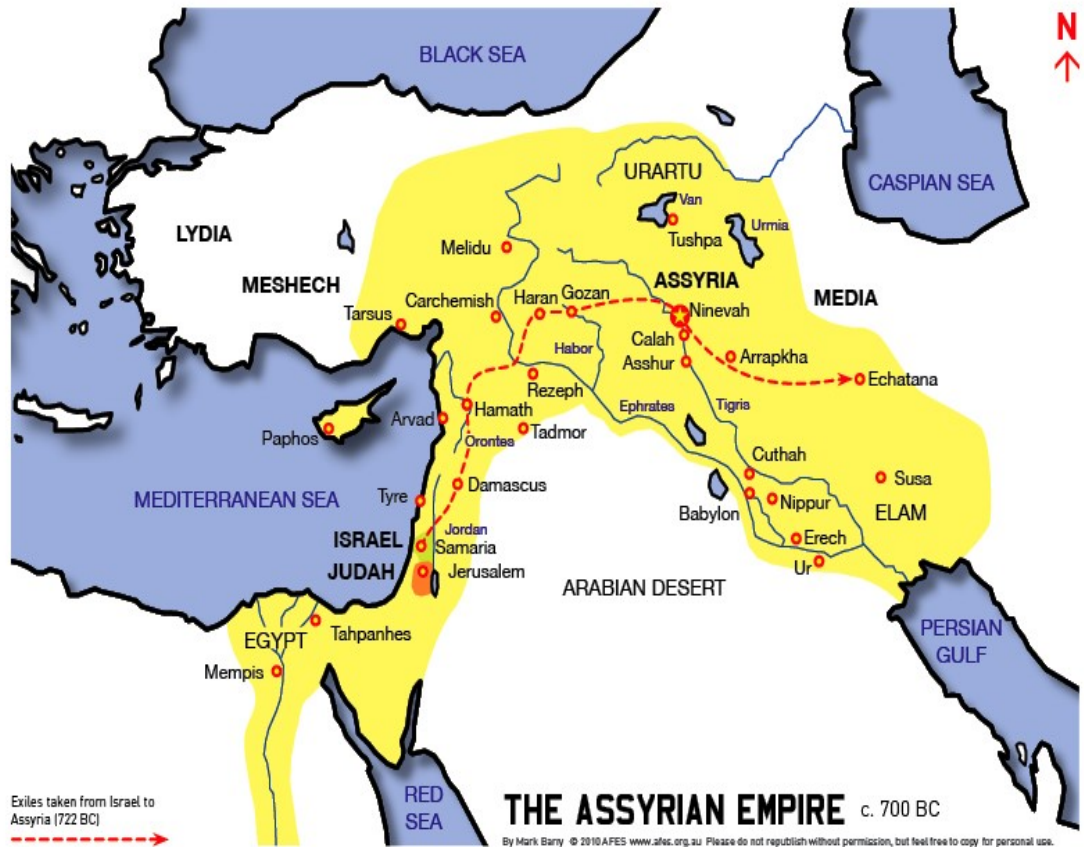 N
BLACK SEA
CASPIAN SEA
URARTU
Van
Urmia
Tushpa
LYDIA
Melidu
MESHECH
ASSYRIA
MEDIA
Tarsus
Carchemish
Haran
Gozan
Ninevah
Calah
Habor
Asshur
Arrapkha
Echatana
Rezeph
Ephrates
Tigris
Arvad
Hamath
Paphos
Orontes
Tadmor
Cuthah
MEDITERRANEAN SEA
Tyre
Damascus
Susa
Babylon
Nippur
ELAM
Jordan
ISRAEL
Samaria
Erech
JUDAH
Jerusalem
Ur
ARABIAN DESERT
EGYPT
Tahpanhes
PERSIAN
GULF
Mempis
RED
SEA
Exiles taken from Israel to
Assyria (722 BC)
THE ASSYRIAN EMPIRE c. 700 BC
By Mark Barry © 2010 AFES www.afes.org.au Please do not republish without permission, but feel free to copy for personal use.